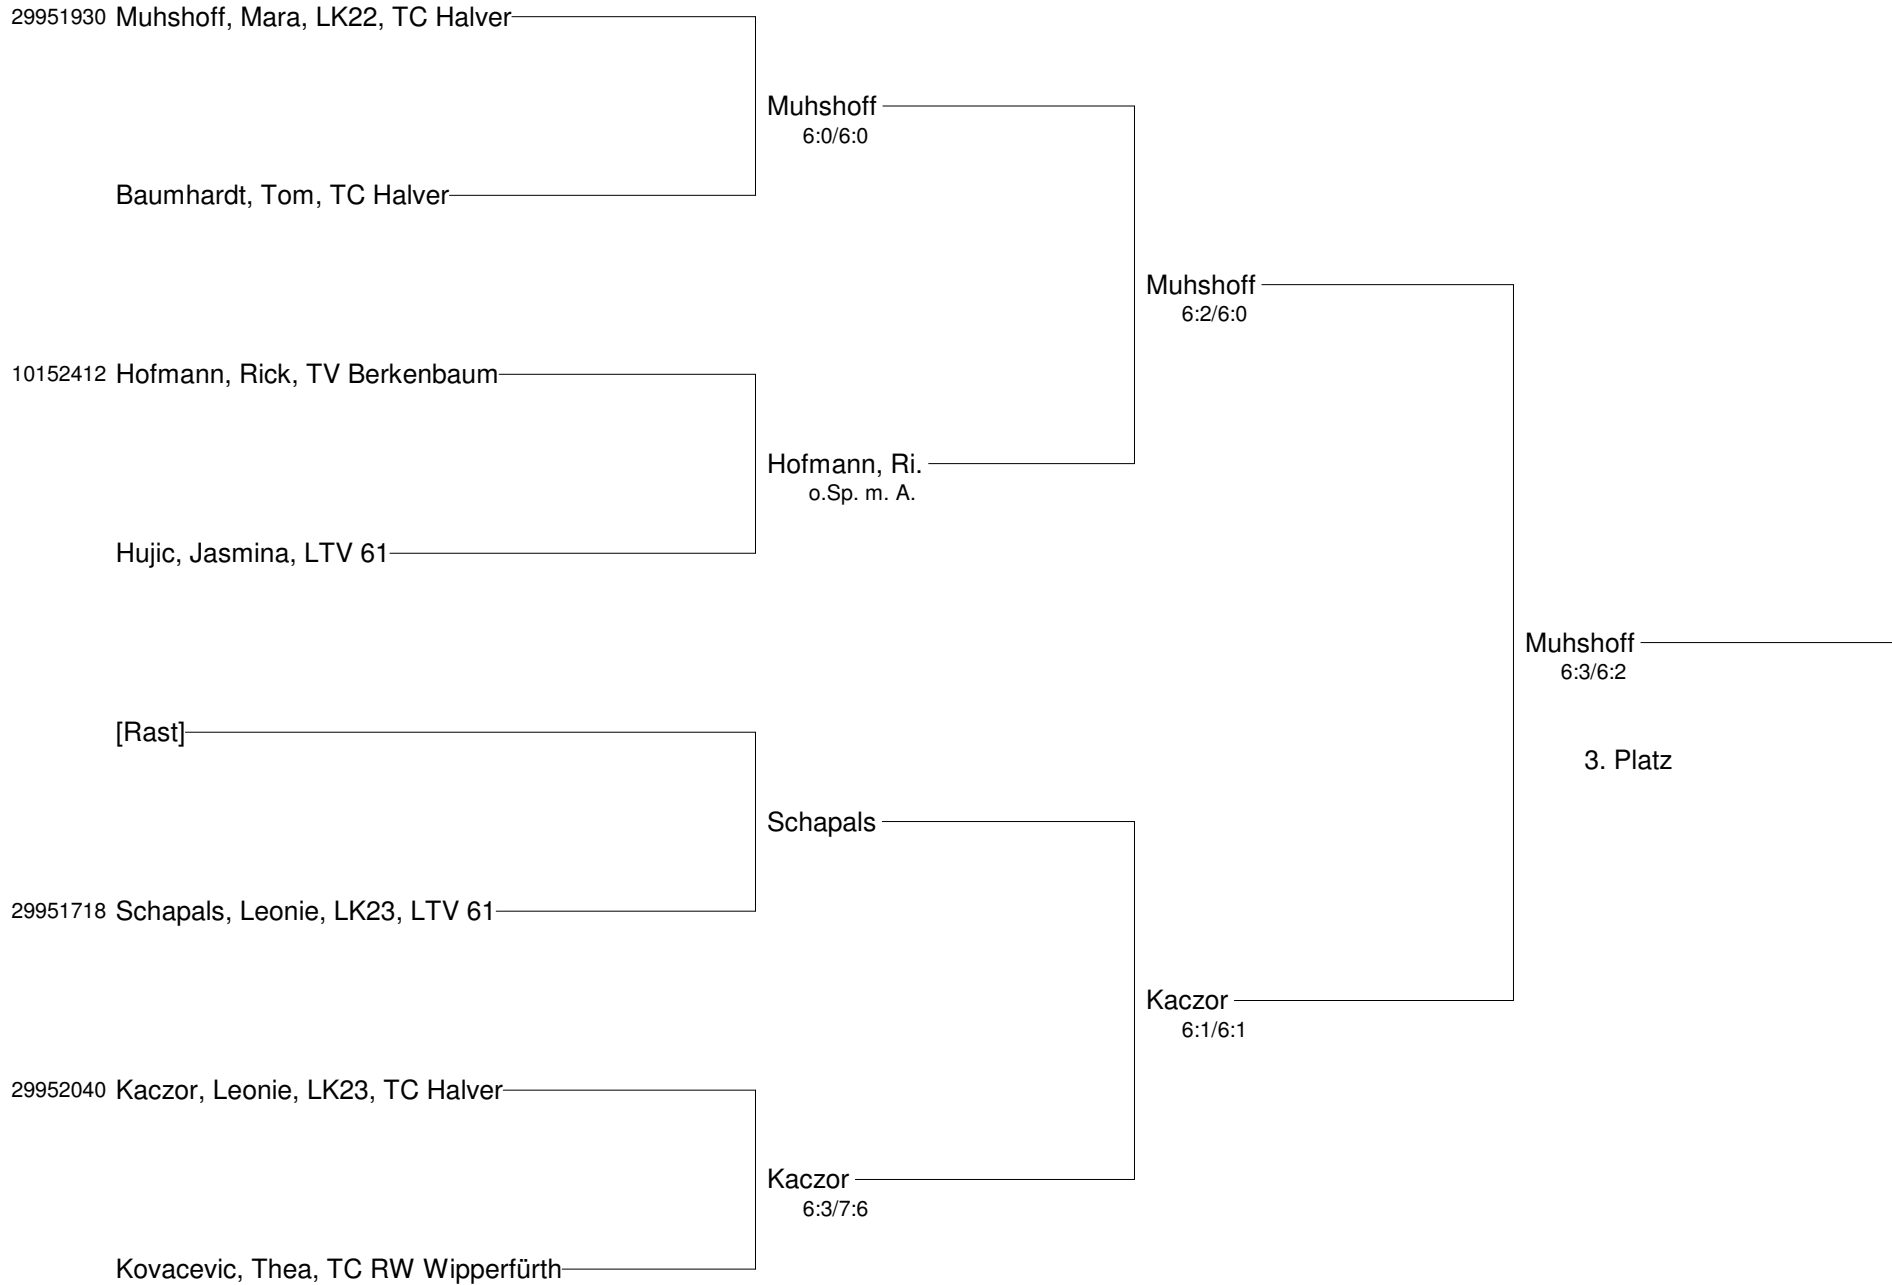 29951930 Muhshoff, Mara, LK22, TC Halver
Muhshoff
6:0/6:0
Baumhardt, Tom, TC Halver
Muhshoff
6:2/6:0
10152412 Hofmann, Rick, TV Berkenbaum
Hofmann, Ri.
o.Sp. m. A.
Hujic, Jasmina, LTV 61
Muhshoff
6:3/6:2
[Rast]
3. Platz
Schapals
29951718 Schapals, Leonie, LK23, LTV 61
Kaczor
6:1/6:1
29952040 Kaczor, Leonie, LK23, TC Halver
Kaczor
6:3/7:6
Kovacevic, Thea, TC RW Wipperfürth